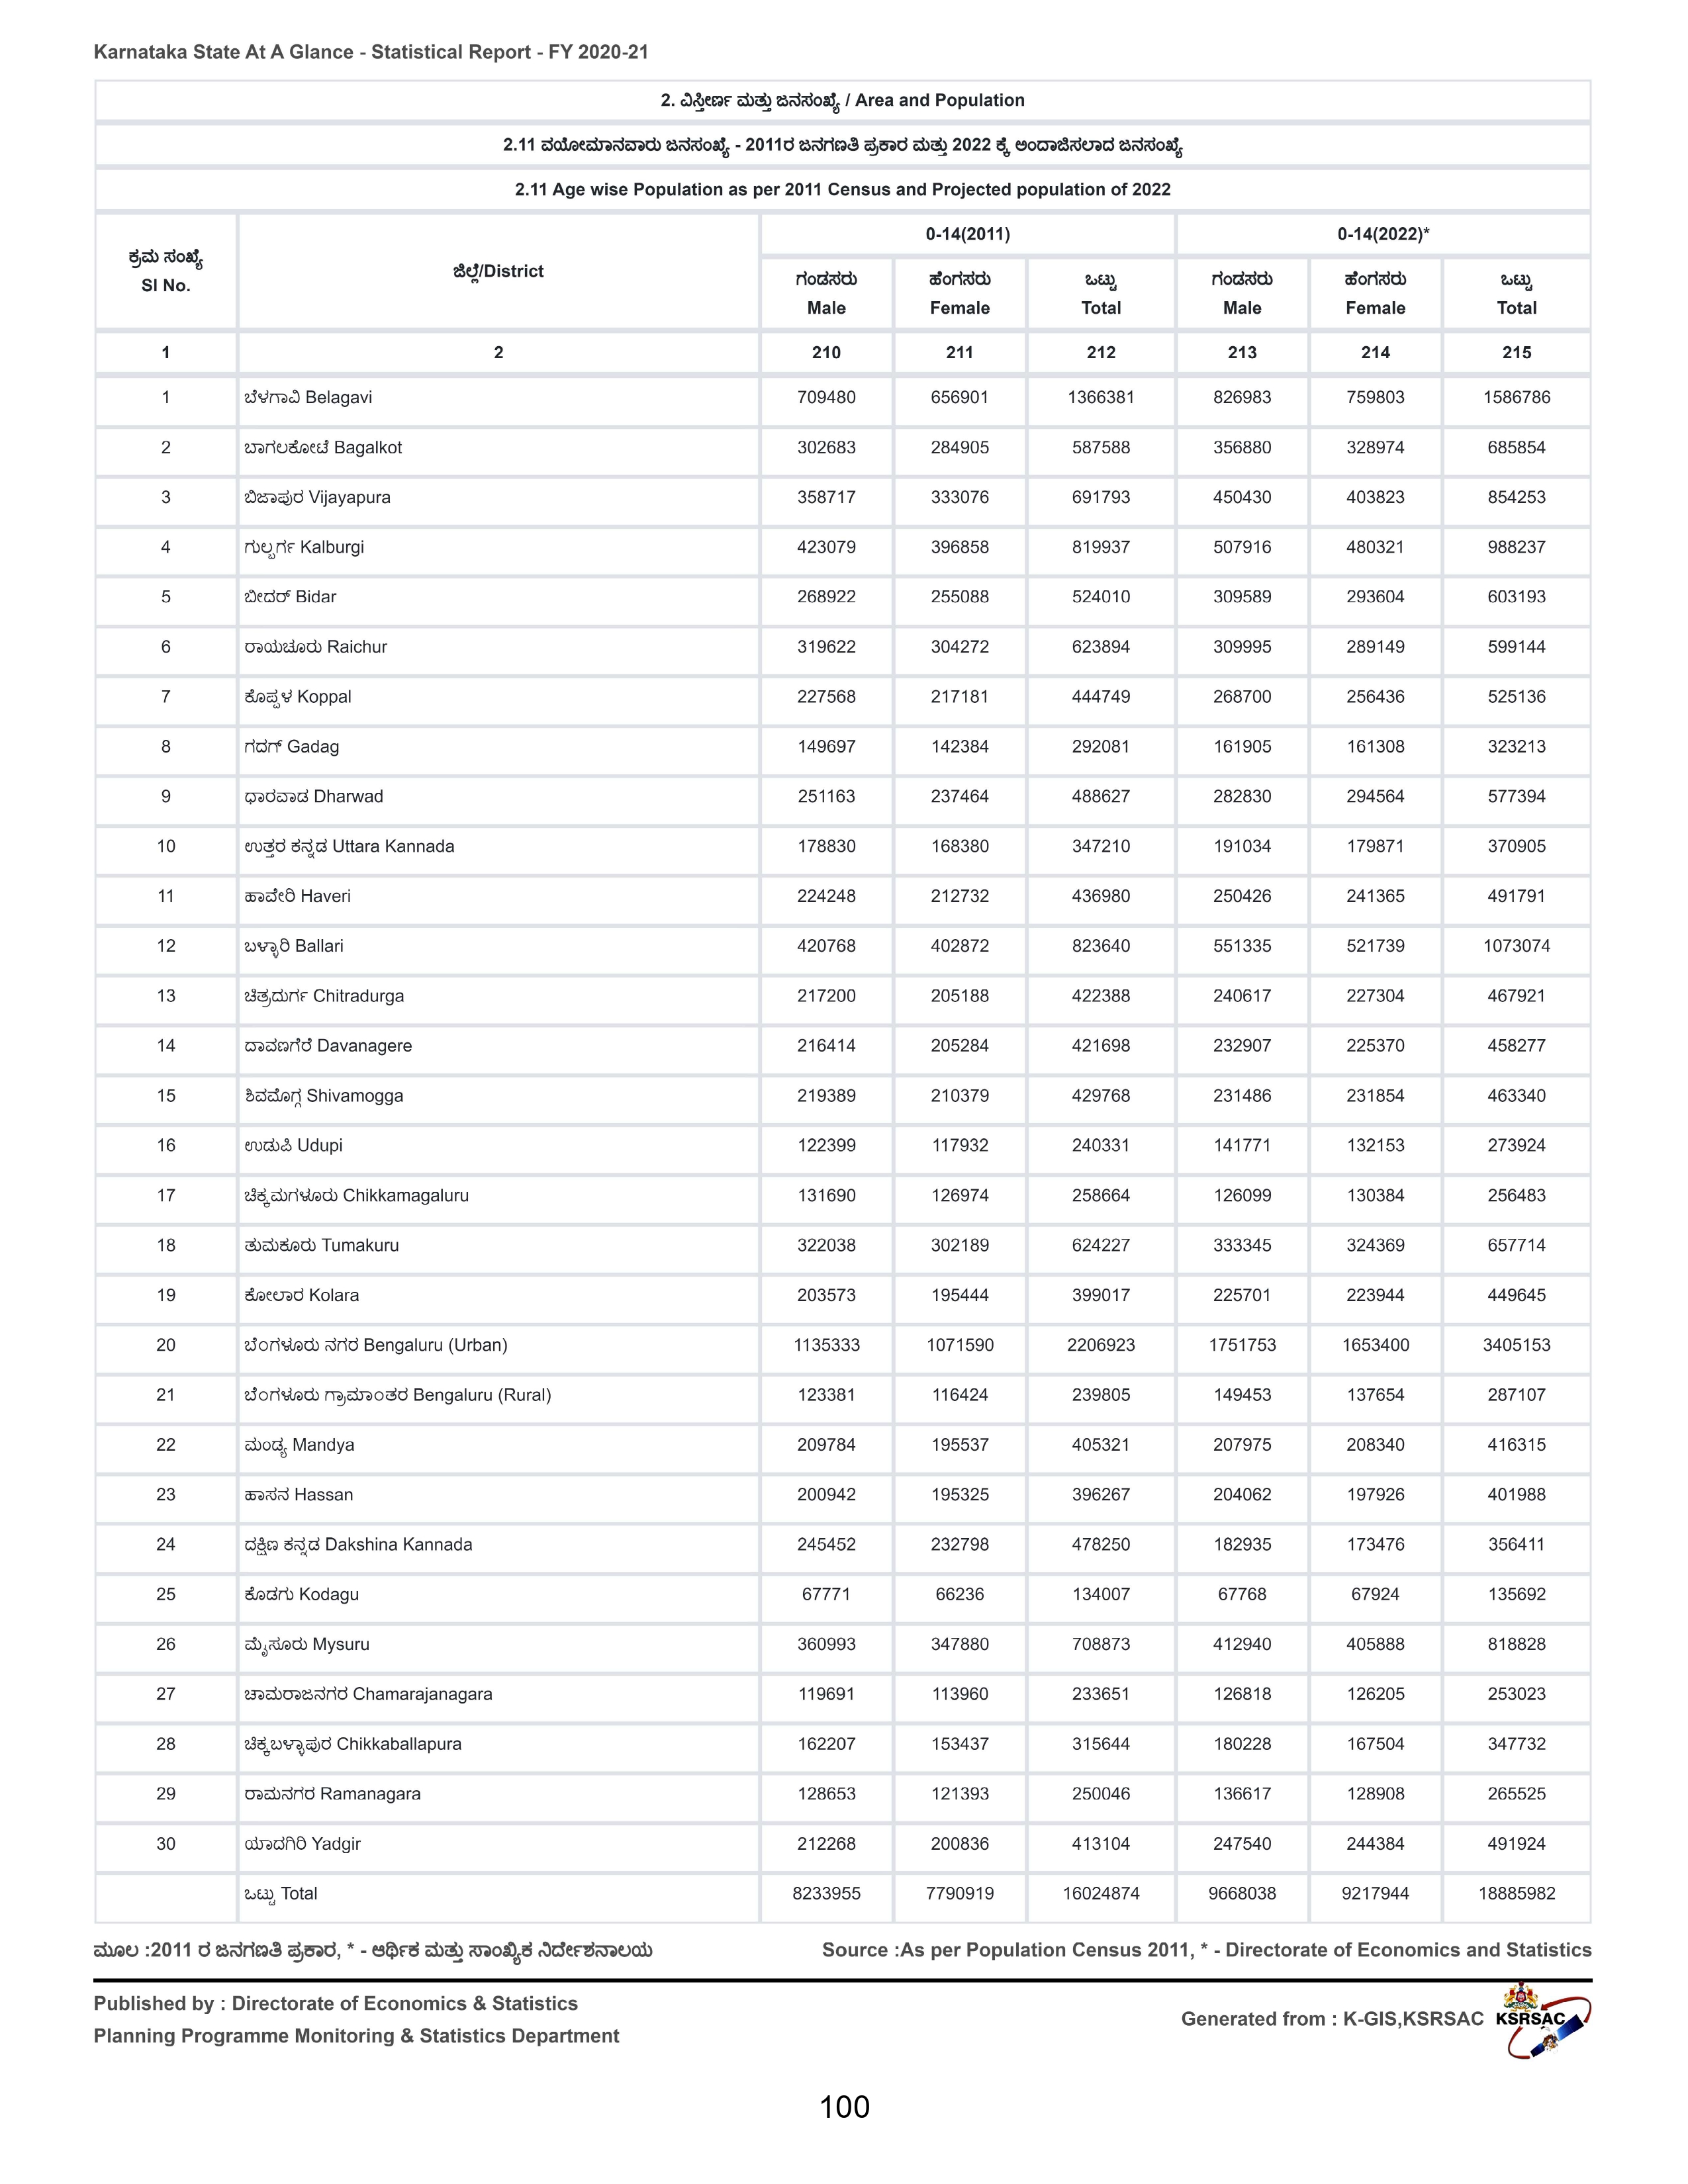 Karnataka State At A Glance - Statistical Report - FY 2020-21
2. ವಿಸ್ತೀರ್ಣ ಮತ್ತು ಜನಸಂಖ್ಯೆ / Area and Population
2.11 ವಯೋಮಾನವಾರು ಜನಸಂಖ್ಯೆ - 2011ರ ಜನಗಣತಿ ಪ್ರಕಾರ ಮತ್ತು 2022 ಕ್ಕೆ ಅಂದಾಜಿಸಲಾದ ಜನಸಂಖ್ಯೆ
2.11 Age wise Population as per 2011 Census and Projected population of 2022
ಕ್ರಮ ಸಂಖ್ಯೆ ಜಿಲ್ಲೆ/District 0-14(2011) 0-14(2022)*
Sl No. ಗಂಡಸರು ಹೆಂಗಸರು ಒಟ್ಟು ಗಂಡಸರು ಹೆಂಗಸರು ಒಟ್ಟು
Male Female Total Male Female Total
1 2 210 211 212 213 214 215
1 ಬೆಳಗಾವಿ Belagavi 709480 656901 1366381 826983 759803 1586786
2 ಬಾಗಲಕೋಟೆ Bagalkot 302683 284905 587588 356880 328974 685854
3 ಬಿಜಾಪುರ Vijayapura 358717 333076 691793 450430 403823 854253
4 ಗುಲ್ಬರ್ಗ Kalburgi 423079 396858 819937 507916 480321 988237
5 ಬೀದರ್ Bidar 268922 255088 524010 309589 293604 603193
6 ರಾಯಚೂರು Raichur 319622 304272 623894 309995 289149 599144
7 ಕೊಪ್ಪಳ Koppal 227568 217181 444749 268700 256436 525136
8 ಗದಗ್ Gadag 149697 142384 292081 161905 161308 323213
9 ಧಾರವಾಡ Dharwad 251163 237464 488627 282830 294564 577394
10 ಉತ್ತರ ಕನ್ನಡ Uttara Kannada 178830 168380 347210 191034 179871 370905
11 ಹಾವೇರಿ Haveri 224248 212732 436980 250426 241365 491791
12 ಬಳ್ಳಾರಿ Ballari 420768 402872 823640 551335 521739 1073074
13 ಚಿತ್ರದುರ್ಗ Chitradurga 217200 205188 422388 240617 227304 467921
14 ದಾವಣಗೆರೆ Davanagere 216414 205284 421698 232907 225370 458277
15 ಶಿವಮೊಗ್ಗ Shivamogga 219389 210379 429768 231486 231854 463340
16 ಉಡುಪಿ Udupi 122399 117932 240331 141771 132153 273924
17 ಚಿಕ್ಕಮಗಳೂರು Chikkamagaluru 131690 126974 258664 126099 130384 256483
18 ತುಮಕೂರು Tumakuru 322038 302189 624227 333345 324369 657714
19 ಕೋಲಾರ Kolara 203573 195444 399017 225701 223944 449645
20 ಬೆಂಗಳೂರು ನಗರ Bengaluru (Urban) 1135333 1071590 2206923 1751753 1653400 3405153
21 ಬೆಂಗಳೂರು ಗ್ರಾಮಾಂತರ Bengaluru (Rural) 123381 116424 239805 149453 137654 287107
22 ಮಂಡ್ಯ Mandya 209784 195537 405321 207975 208340 416315
23 ಹಾಸನ Hassan 200942 195325 396267 204062 197926 401988
24 ದಕ್ಷಿಣ ಕನ್ನಡ Dakshina Kannada 245452 232798 478250 182935 173476 356411
25 ಕೊಡಗು Kodagu 67771 66236 134007 67768 67924 135692
26 ಮೈಸೂರು Mysuru 360993 347880 708873 412940 405888 818828
27 ಚಾಮರಾಜನಗರ Chamarajanagara 119691 113960 233651 126818 126205 253023
28 ಚಿಕ್ಕಬಳ್ಳಾಪುರ Chikkaballapura 162207 153437 315644 180228 167504 347732
29 ರಾಮನಗರ Ramanagara 128653 121393 250046 136617 128908 265525
30 ಯಾದಗಿರಿ Yadgir 212268 200836 413104 247540 244384 491924
ಒಟ್ಟು Total 8233955 7790919 16024874 9668038 9217944 18885982
ಮೂಲ :2011 ರ ಜನಗಣತಿ ಪ್ರಕಾರ, * - ಆರ್ಥಿಕ ಮತ್ತು ಸಾಂಖ್ಯಿಕ ನಿರ್ದೇಶನಾಲಯ Source :As per Population Census 2011, * - Directorate of Economics and Statistics
Published by : Directorate of Economics & Statistics
Planning Programme Monitoring & Statistics Department
Generated from : K-GIS,KSRSAC KSRSAC
100